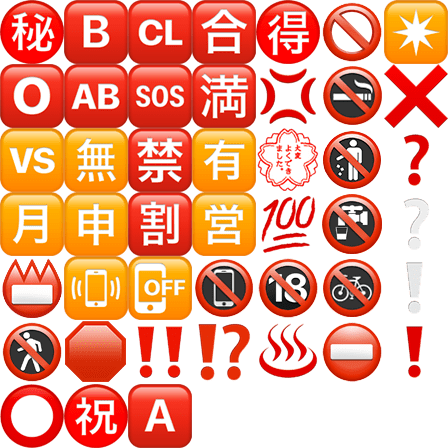 秘 B CL 合 得
O AB SOS 満
VS 無 禁 有 大変よくできました ?
月 申 割 営 100 ?
OFF 18 !
!! !? !
祝 A